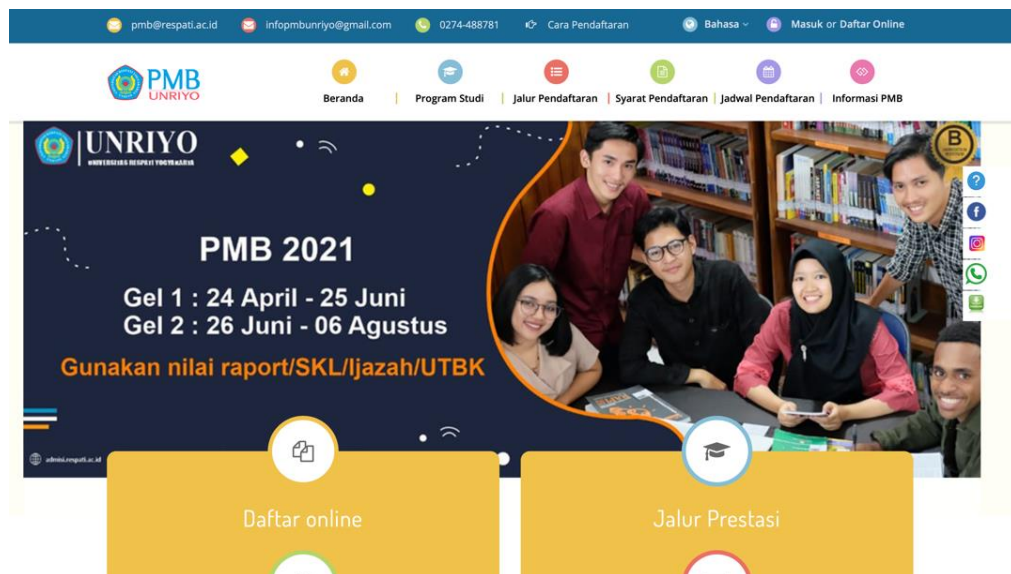 pmb@respati.ac.id infopmbunriyo@gmail.com 0274-488781 Cara Pendaftaran Bahasa Masuk or Daftar Online
PMB
UNRIYO
Beranda Program Studi Jalur Pendaftaran Syarat Pendaftaran Jadwal Pendaftaran Informasi PMB
UNRIYO
UNIVERSITAS RESPATI YOGYAKARTA
B
PMB 2021
Gel 1 : 24 April - 25 Juni
Gel 2 : 26 Juni - 06 Agustus
Gunakan nilai raport/SKL/Ijazah/UTBK
admisi.respati.ac.id
Daftar online Jalur Prestasi